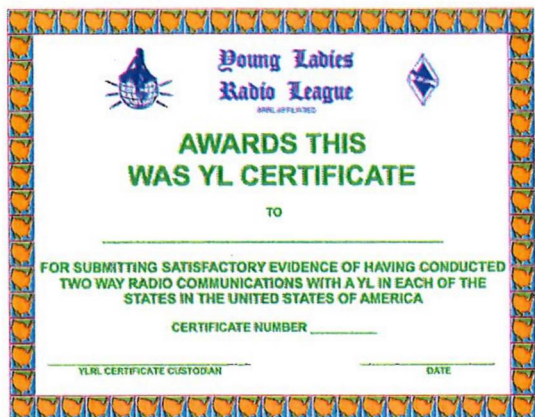 Young Ladies
Radio League
ARRL AFFILIATED
AWARDS THIS
WAS YL CERTIFICATE
TO
FOR SUBMITTING SATISFACTORY EVIDENCE OF HAVING CONDUCTED
TWO WAY RADIO COMMUNICATIONS WITH A YL IN EACH OF THE
STATES IN THE UNITED STATES OF AMERICA
CERTIFICATE NUMBER
YLRL CERTIFICATE CUSTODIAN DATE